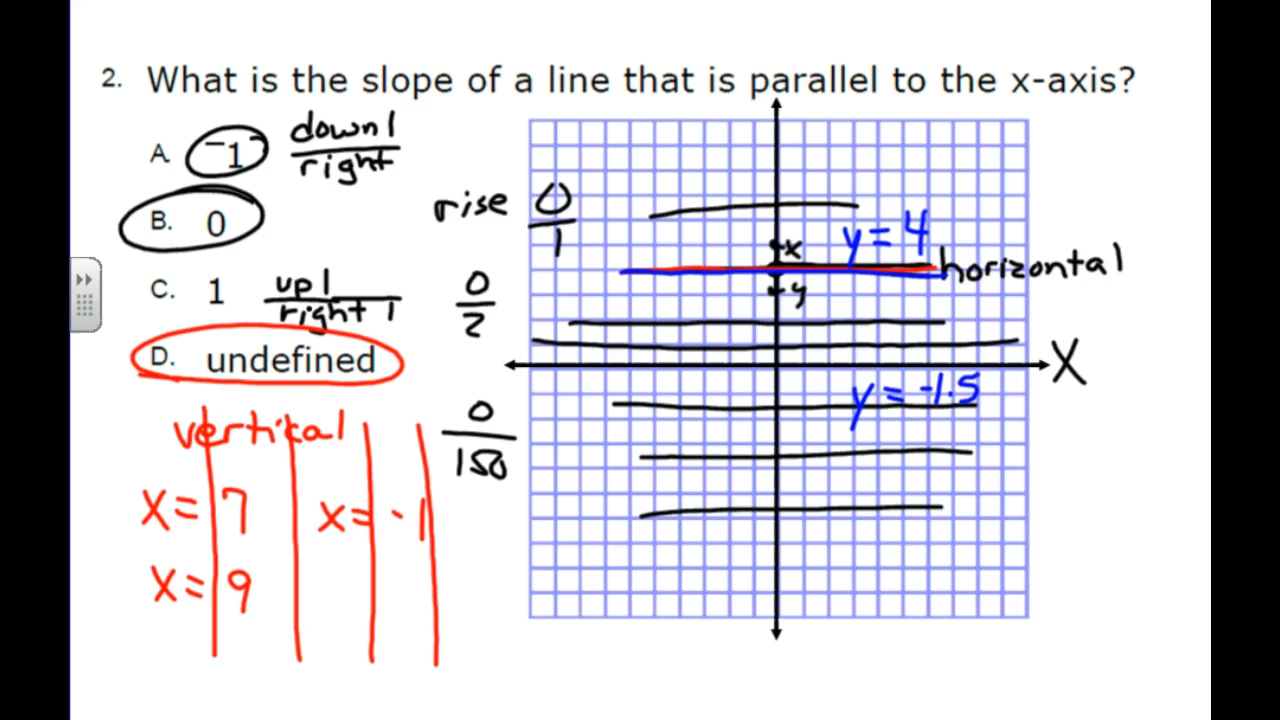 2. What is the slope of a line that is parallel to the x-axis?
A. -1 down 1 / right
B. 0
rise 0/1
C. 1 up 1 / right 1
0/2
D. undefined
0/150
vertical
x = 7 x = -1
x = 9
y = 4
x
horizontal
y
X
y = -1.5